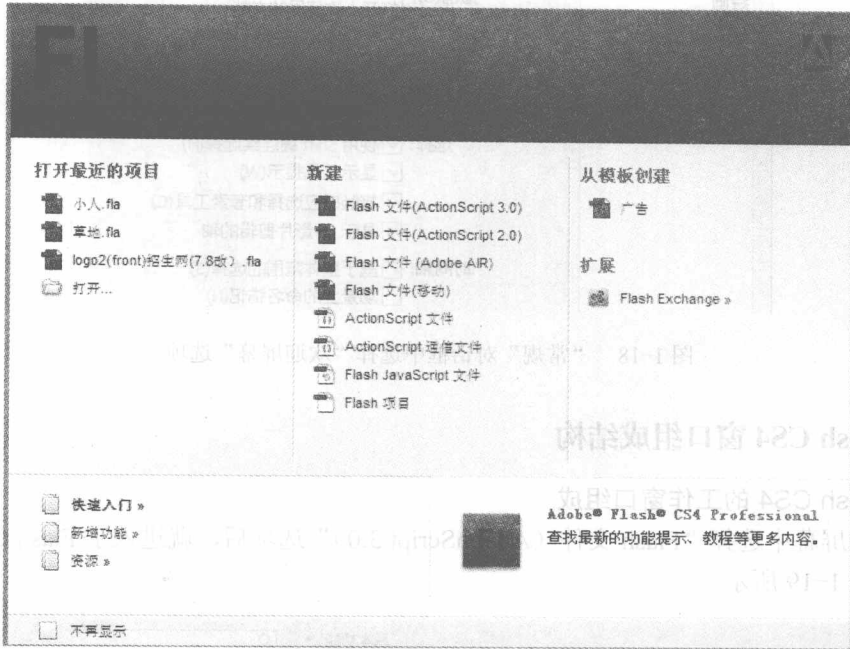 Fl
打开最近的项目
小人.fla
草地.fla
logo2(front)招生网(7.8改).fla
打开...
新建
Flash 文件(ActionScript 3.0)
Flash 文件(ActionScript 2.0)
Flash 文件 (Adobe AIR)
Flash 文件(移动)
ActionScript 文件
ActionScript 通信文件
Flash JavaScript 文件
Flash 项目
从模板创建
广告
扩展
Flash Exchange »
快速入门 »
新增功能 »
资源 »
Adobe® Flash® CS4 Professional
查找最新的功能提示、教程等更多内容。
不再显示